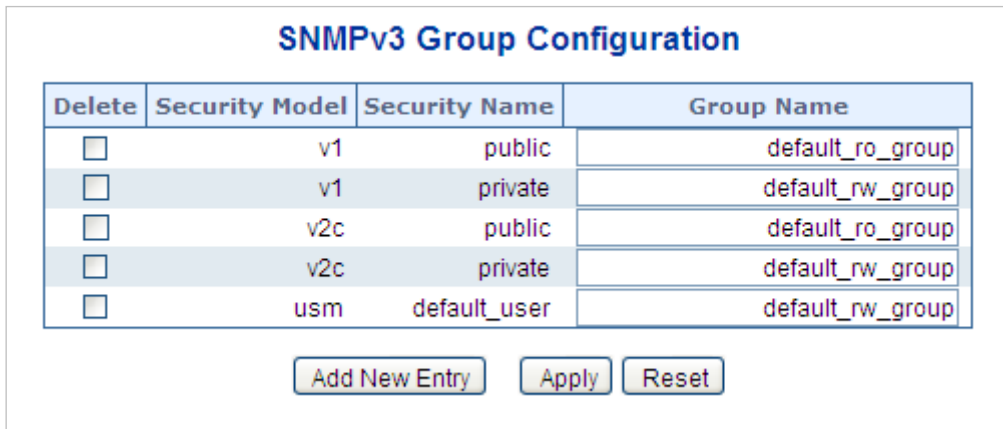 SNMPv3 Group Configuration
Delete Security Model Security Name Group Name
v1 public default_ro_group
v1 private default_rw_group
v2c public default_ro_group
v2c private default_rw_group
usm default_user default_rw_group
Add New Entry Apply Reset